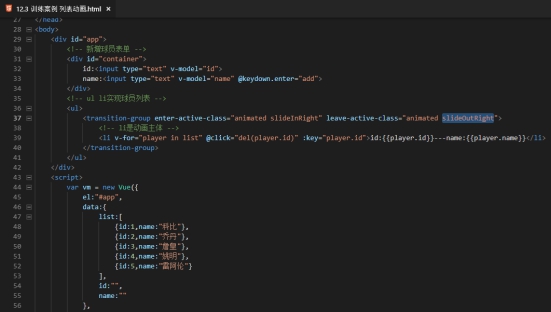 12.3 训练案例 列表动画.html
27 </head>
28 <body>
29 <div id="app">
30 <!-- 新增球员表单 -->
31 <div id="container">
32 id:<input type="text" v-model="id">
33 name:<input type="text" v-model="name" @keydown.enter="add">
34 </div>
35 <!-- ul li实现球员列表 -->
36 <ul>
37 <transition-group enter-active-class="animated slideInRight" leave-active-class="animated slideOutRight">
38 <!-- li是动画主体 -->
39 <li v-for="player in list" @click="del(player.id)" :key="player.id">id:{{player.id}}---name:{{player.name}}</li>
40 </transition-group>
41 </ul>
42 </div>
43 <script>
44 var vm = new Vue({
45 el:"#app",
46 data:{
47 list:[
48 {id:1,name:"科比"},
49 {id:2,name:"乔丹"},
50 {id:3,name:"詹皇"},
51 {id:4,name:"姚明"},
52 {id:5,name:"雷阿伦"}
53 ],
54 id:"",
55 name:""
56 },